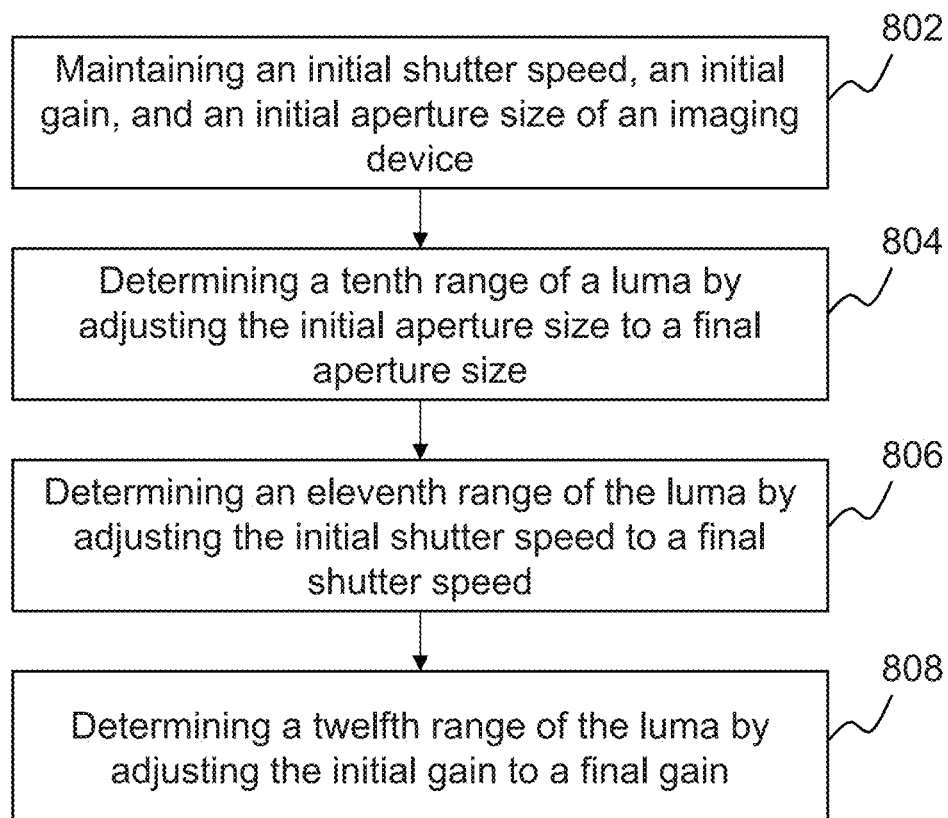 802
Maintaining an initial shutter speed, an initial
gain, and an initial aperture size of an imaging
device
804
Determining a tenth range of a luma by
adjusting the initial aperture size to a final
aperture size
806
Determining an eleventh range of the luma by
adjusting the initial shutter speed to a final
shutter speed
808
Determining a twelfth range of the luma by
adjusting the initial gain to a final gain